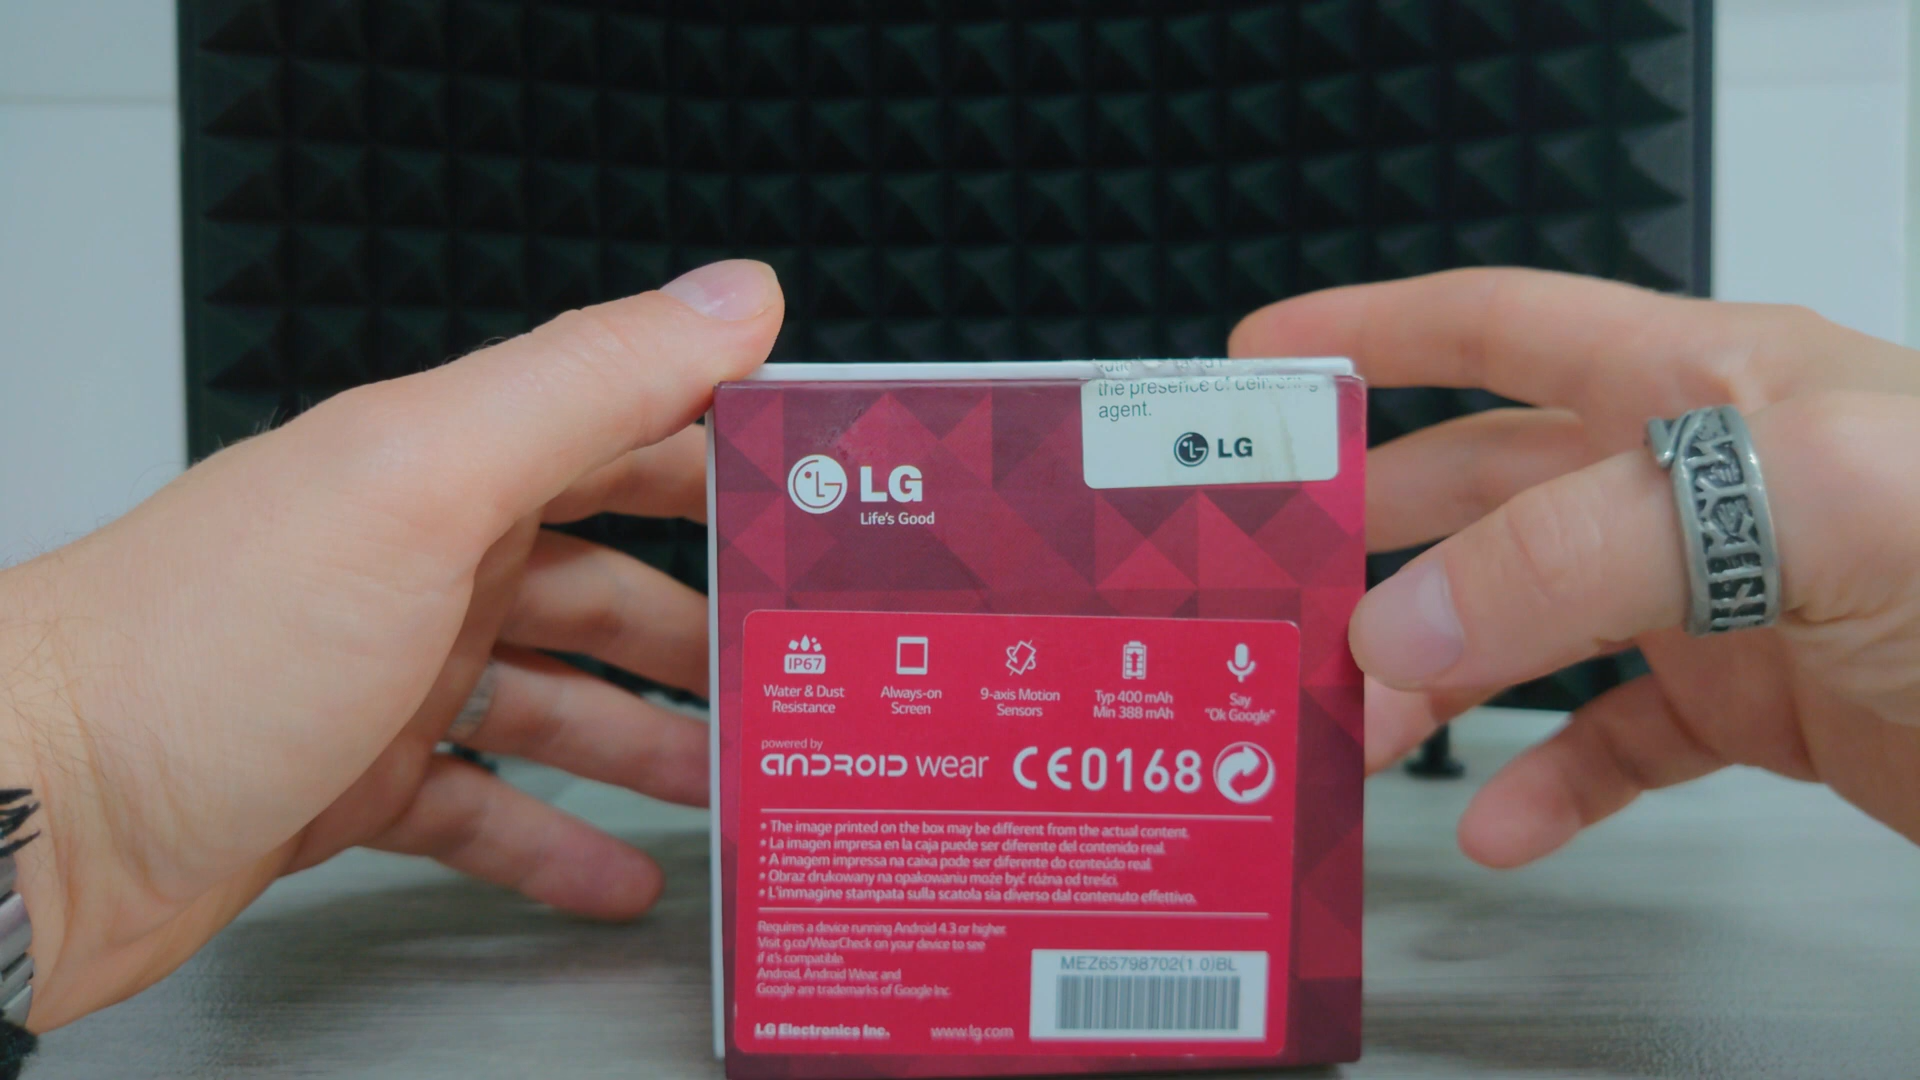 the presence of delivering
agent.
LG
LG
Life's Good
IP67
Water & Dust
Resistance
Always-on
Screen
9-axis Motion
Sensors
Typ 400 mAh
Min 388 mAh
Say
"Ok Google"
powered by
ANDROID wear
CE0168
• The image printed on the box may be different from the actual content.
• La imagen impresa en la caja puede ser diferente del contenido real.
• A imagem impressa na caixa pode ser diferente do conteúdo real.
• Obraz drukowany na opakowaniu może być różna od treści.
• L'immagine stampata sulla scatola sia diverso dal contenuto effettivo.
Requires a device running Android 4.3 or higher.
Visit g.co/WearCheck on your device to see
if it's compatible.
Android, Android Wear, and
Google are trademarks of Google Inc.
LG Electronics Inc.
www.lg.com
MEZ65798702(1.0)BL